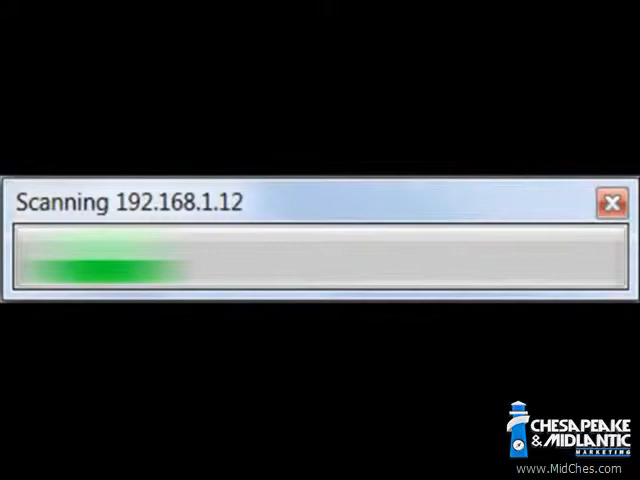 Scanning 192.168.1.12
CHESAPEAKE
& MIDLANTIC
MARKETING
www.MidChes.com